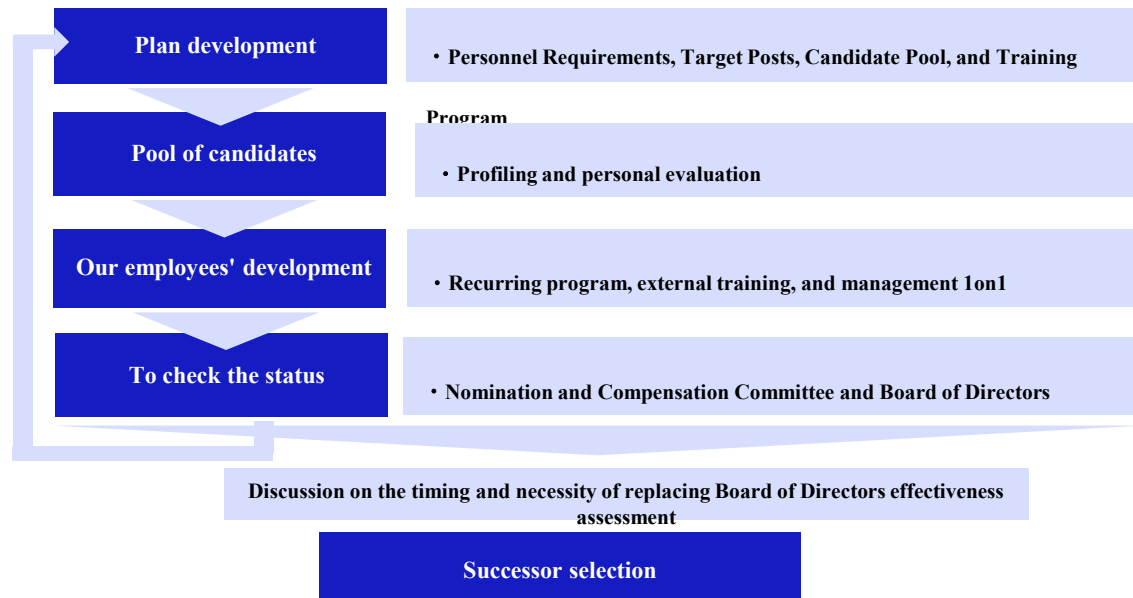 Plan development
・Personnel Requirements, Target Posts, Candidate Pool, and Training
Program
Pool of candidates
・Profiling and personal evaluation
Our employees' development
・Recurring program, external training, and management 1on1
To check the status
・Nomination and Compensation Committee and Board of Directors
Discussion on the timing and necessity of replacing Board of Directors effectiveness
assessment
Successor selection